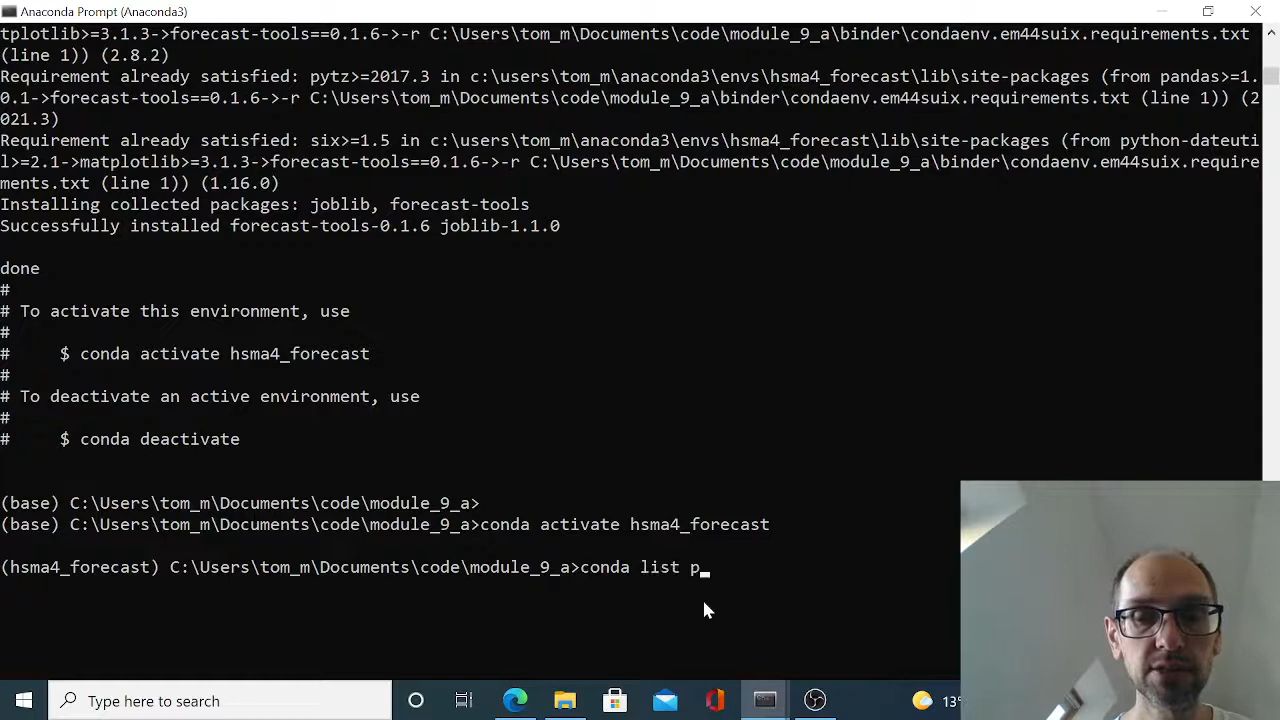 Anaconda Prompt (Anaconda3)
tplotlib>=3.1.3->forecast-tools==0.1.6->-r C:\Users\tom_m\Documents\code\module_9_a\binder\condaenv.em44suix.requirements.txt
(line 1)) (2.8.2)
Requirement already satisfied: pytz>=2017.3 in c:\users\tom_m\anaconda3\envs\hsma4_forecast\lib\site-packages (from pandas>=1.
0.1->forecast-tools==0.1.6->-r C:\Users\tom_m\Documents\code\module_9_a\binder\condaenv.em44suix.requirements.txt (line 1)) (2
021.3)
Requirement already satisfied: six>=1.5 in c:\users\tom_m\anaconda3\envs\hsma4_forecast\lib\site-packages (from python-dateuti
l>=2.1->matplotlib>=3.1.3->forecast-tools==0.1.6->-r C:\Users\tom_m\Documents\code\module_9_a\binder\condaenv.em44suix.require
ments.txt (line 1)) (1.16.0)
Installing collected packages: joblib, forecast-tools
Successfully installed forecast-tools-0.1.6 joblib-1.1.0
done
#
# To activate this environment, use
#
#     $ conda activate hsma4_forecast
#
# To deactivate an active environment, use
#
#     $ conda deactivate
(base) C:\Users\tom_m\Documents\code\module_9_a>
(base) C:\Users\tom_m\Documents\code\module_9_a>conda activate hsma4_forecast
(hsma4_forecast) C:\Users\tom_m\Documents\code\module_9_a>conda list p_
Type here to search
13°